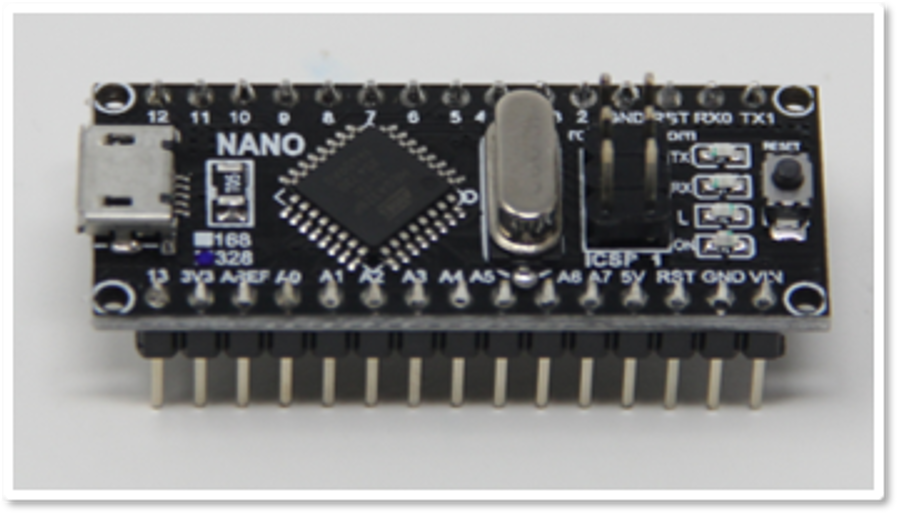 12 11 10 9 8 7 6 5 4 3 2 GND RST RX0 TX1
NANO
RESET
TX
RX
L
ON
168
328
ICSP 1
13 3V3 AREF A0 A1 A2 A3 A4 A5 A6 A7 5V RST GND VIN